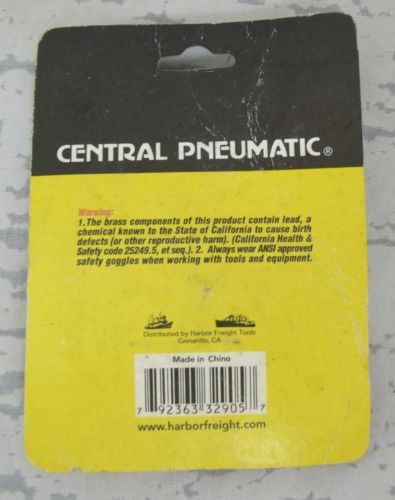 CENTRAL PNEUMATIC®
Warning:
1.The brass components of this product contain lead, a
chemical known to the State of California to cause birth
defects (or other reproductive harm). (California Health &
Safety code 25249.5, et seq.). 2. Always wear ANSI approved
safety goggles when working with tools and equipment.
Distributed by Harbor Freight Tools
Camarillo, CA
Made in China
7 92363 32905 7
www.harborfreight.com